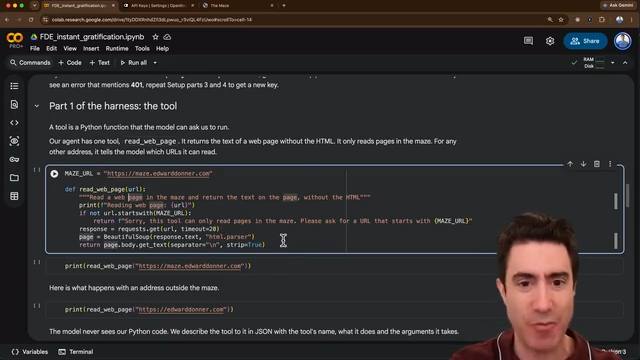 FDE_instant_gratification.ipynb
API Keys | Settings | OpenR
The Maze
Ask Gemini
colab.research.google.com/drive/
PRO+
FDE_instant_gratification.ipynb
Share
Commands
+ Code
+ Text
Run all
RAM
Disk
see an error that mentions 401, repeat Setup parts 3 and 4 to get a new key.
Part 1 of the harness: the tool
A tool is a Python function that the model can ask us to run.
Our agent has one tool, read_web_page. It returns the text of a web page without the HTML. It only reads pages in the maze. For any
other address, it tells the model which URLs it can read.
MAZE_URL = "https://maze.edwarddonner.com"
def read_web_page(url):
"""Read a web page in the maze and return the text on the page, without the HTML"""
print(f"Reading web page: {url}")
if not url.startswith(MAZE_URL):
return f"Sorry, this tool can only read pages in the maze. Please ask for a URL that starts with {MAZE_URL}"
response = requests.get(url, timeout=20)
page = BeautifulSoup(response.text, "html.parser")
return page.body.get_text(separator="\n", strip=True)
print(read_web_page("https://maze.edwarddonner.com"))
Here is what happens with an address outside the maze.
print(read_web_page("https://edwarddonner.com"))
The model never sees our Python code. We describe the tool to it in JSON with the tool's name, what it does and the arguments it takes.
Variables
Terminal